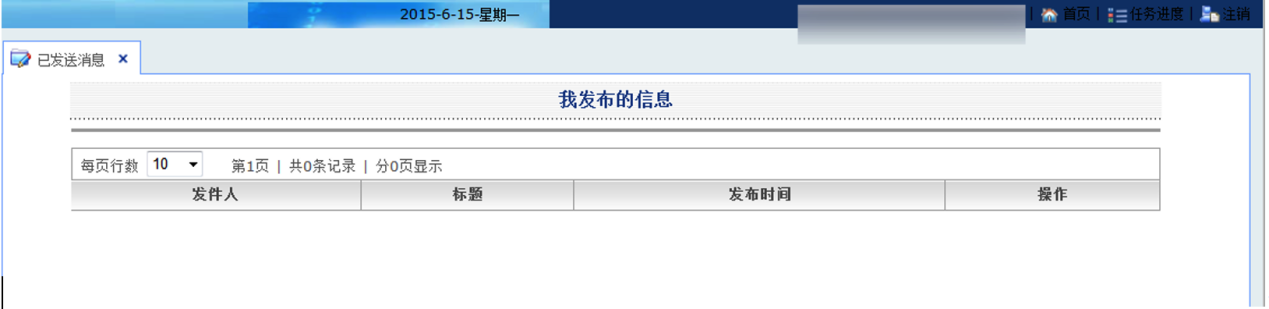 2015-6-15-星期一
| 首页 | 任务进度 | 注销
已发送消息 ×
我发布的信息
每页行数 10 第1页 | 共0条记录 | 分0页显示
发件人 标题 发布时间 操作